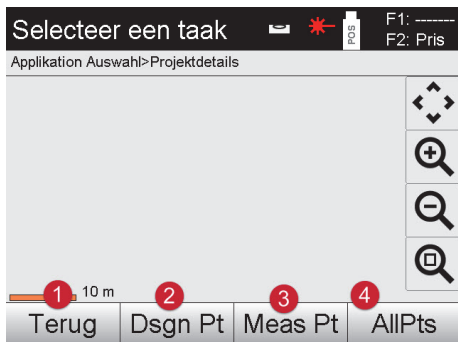 Selecteer een taak
POS
F1: -------
F2: Pris
Applikation Auswahl>Projektdetails
10 m
1
2
3
4
Terug
Dsgn Pt
Meas Pt
AllPts